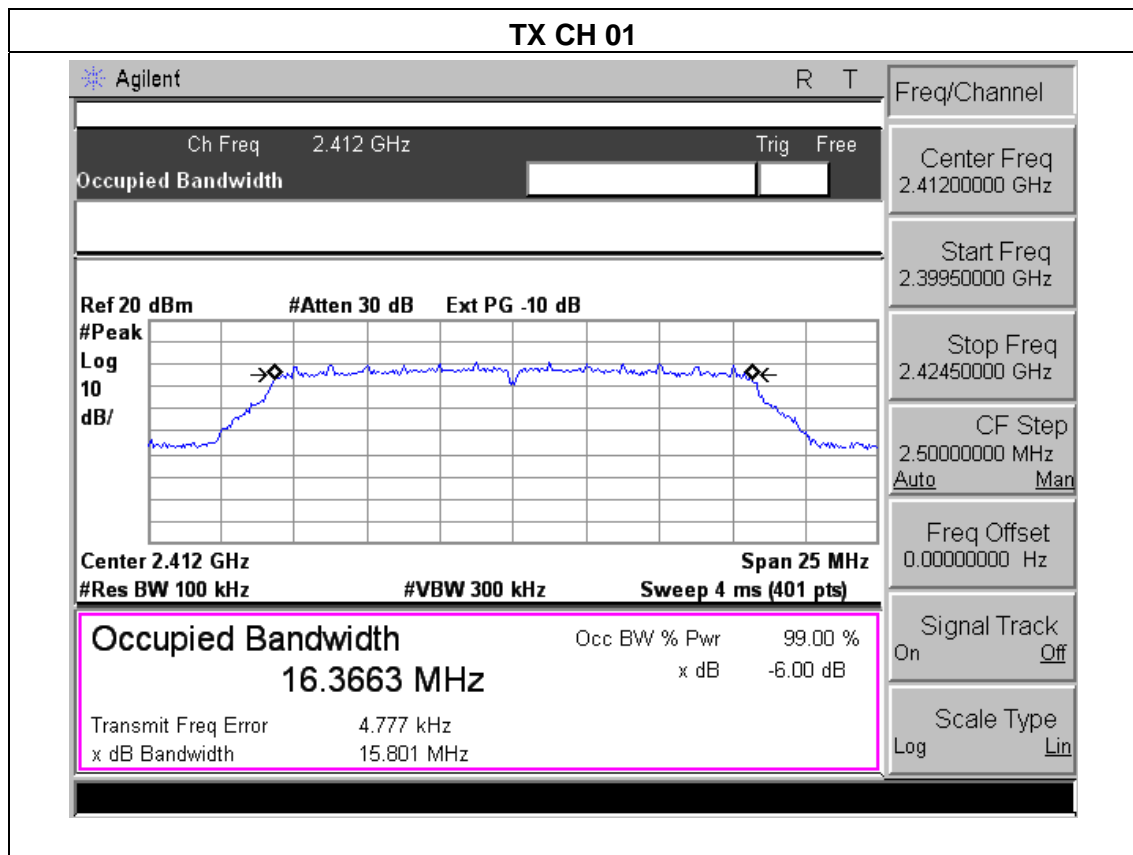 TX CH 01
Agilent R T
Freq/Channel
Ch Freq 2.412 GHz Trig Free
Occupied Bandwidth
Center Freq
2.41200000 GHz
Start Freq
2.39950000 GHz
Stop Freq
2.42450000 GHz
CF Step
2.50000000 MHz
Auto Man
Freq Offset
0.00000000 Hz
Signal Track
On Off
Scale Type
Log Lin
Ref 20 dBm #Atten 30 dB Ext PG -10 dB
#Peak
Log
10
dB/
Center 2.412 GHz Span 25 MHz
#Res BW 100 kHz #VBW 300 kHz Sweep 4 ms (401 pts)
Occupied Bandwidth Occ BW % Pwr 99.00 %
16.3663 MHz x dB -6.00 dB
Transmit Freq Error 4.777 kHz
x dB Bandwidth 15.801 MHz